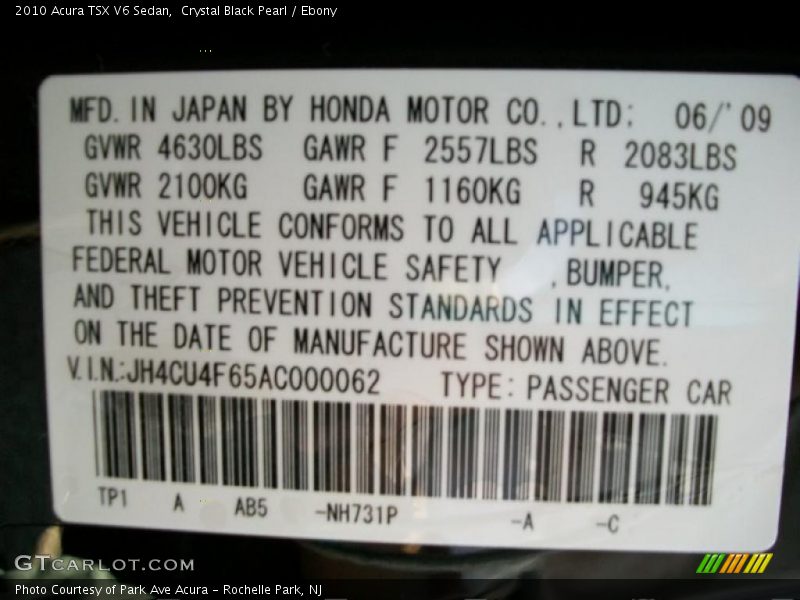 2010 Acura TSX V6 Sedan,  Crystal Black Pearl / Ebony
...
MFD. IN JAPAN BY HONDA MOTOR CO., LTD: 06/'09
GVWR 4630LBS GAWR F 2557LBS R 2083LBS
GVWR 2100KG GAWR F 1160KG R 945KG
THIS VEHICLE CONFORMS TO ALL APPLICABLE
FEDERAL MOTOR VEHICLE SAFETY , BUMPER,
AND THEFT PREVENTION STANDARDS IN EFFECT
ON THE DATE OF MANUFACTURE SHOWN ABOVE.
V.I.N.:JH4CU4F65AC000062 TYPE: PASSENGER CAR
TP1 A AB5 -NH731P -A -C
GTCARLOT.COM
Photo Courtesy of Park Ave Acura - Rochelle Park, NJ